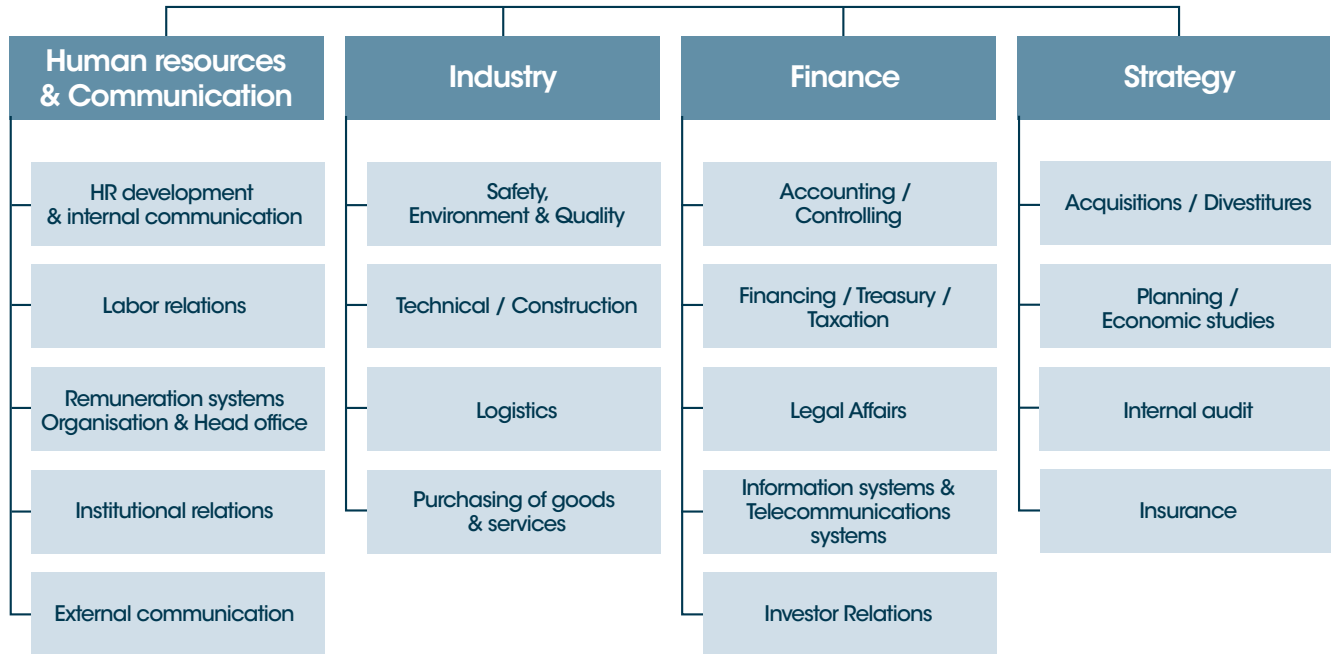 Human resources
& Communication
HR development
& internal communication
Labor relations
Remuneration systems
Organisation & Head office
Institutional relations
External communication
Industry
Safety,
Environment & Quality
Technical / Construction
Logistics
Purchasing of goods
& services
Finance
Accounting /
Controlling
Financing / Treasury /
Taxation
Legal Affairs
Information systems &
Telecommunications
systems
Investor Relations
Strategy
Acquisitions / Divestitures
Planning /
Economic studies
Internal audit
Insurance